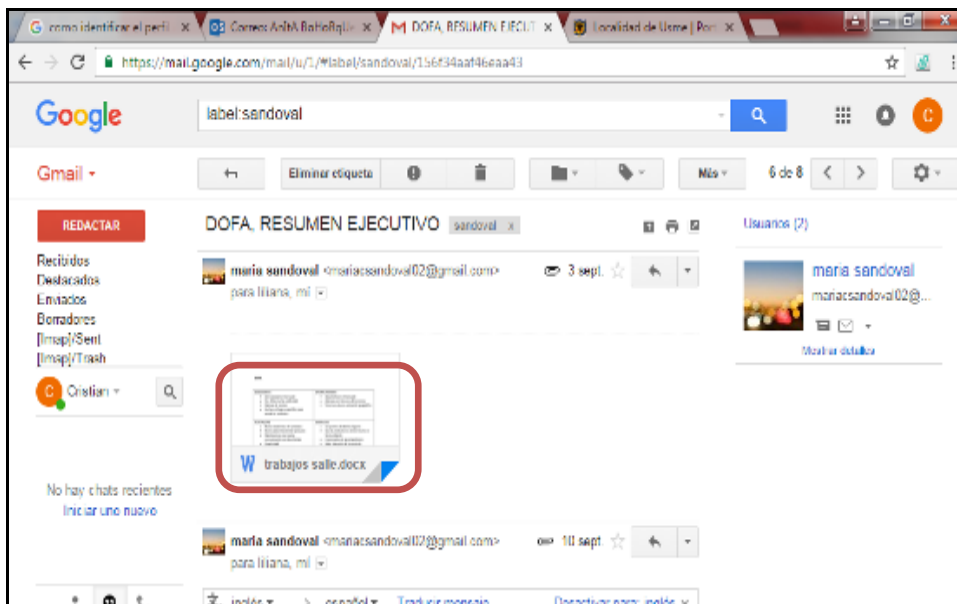 como identificar el perfil
Correo: AnItA BoHoRqUe
DOFA, RESUMEN EJECUT
Localidad de Usme | Por
https://mail.google.com/mail/u/1/#label/sandoval/156f34aaf46eaa43
Google
label:sandoval
C
Gmail
Eliminar etiqueta
Más
6 de 8
REDACTAR
DOFA, RESUMEN EJECUTIVO
sandoval x
Usuarios (2)
Recibidos
Destacados
Enviados
Borradores
[Imap]/Sent
[Imap]/Trash
maria sandoval <mariacsandoval02@gmail.com>
3 sept.
para liliana, mí
maria sandoval
mariacsandoval02@...
Mostrar detalles
C Cristian
W trabajos salle.docx
No hay chats recientes
Iniciar uno nuevo
maria sandoval <mariacsandoval02@gmail.com>
10 sept.
para liliana, mí
inglés
español
Traducir mensaje
Desactivar para: inglés x